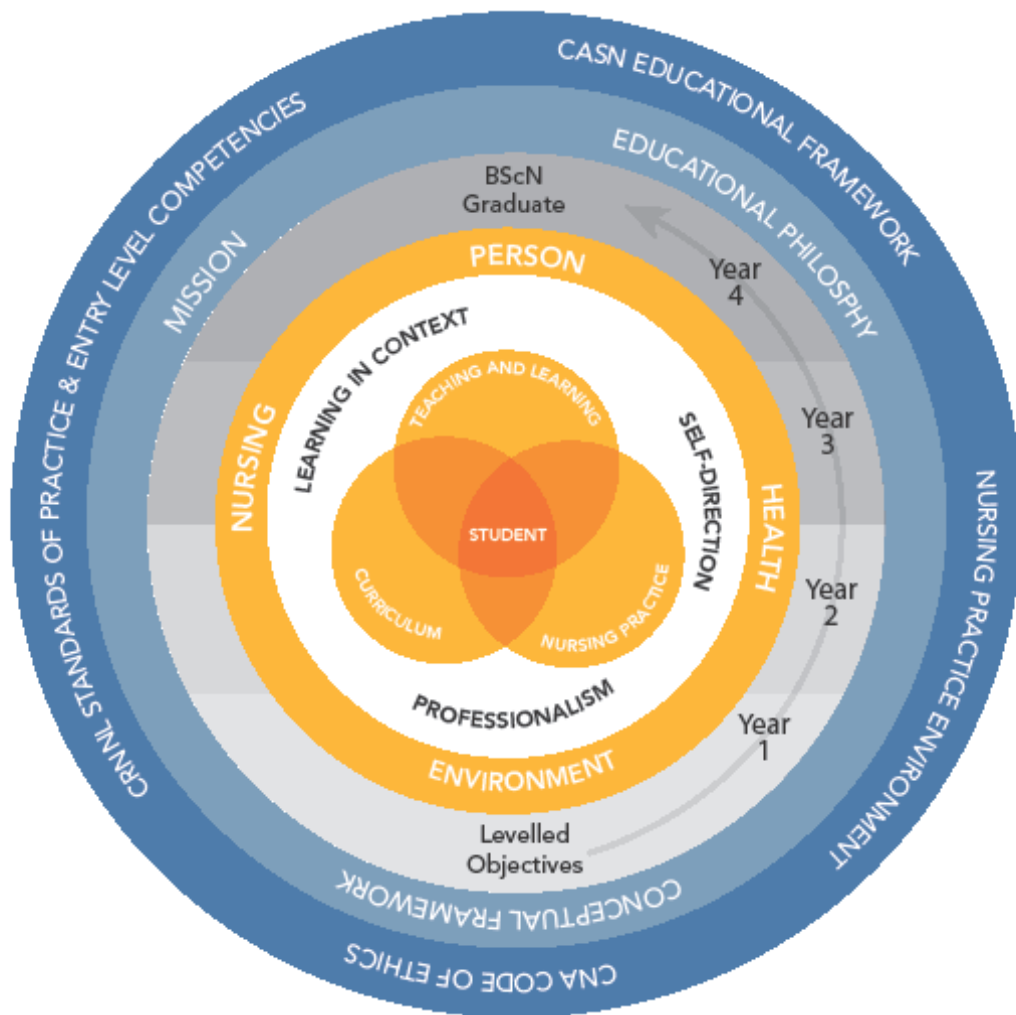 CASN EDUCATIONAL FRAMEWORK
NURSING PRACTICE ENVIRONMENT
CNA CODE OF ETHICS
CRNNL STANDARDS OF PRACTICE & ENTRY LEVEL COMPETENCIES
MISSION
EDUCATIONAL PHILOSPHY
CONCEPTUAL FRAMEWORK
BScN
Graduate
Year
4
Year
3
Year
2
Year
1
Levelled
Objectives
PERSON
HEALTH
ENVIRONMENT
NURSING
LEARNING IN CONTEXT
SELF-DIRECTION
PROFESSIONALISM
TEACHING AND LEARNING
STUDENT
CURRICULUM
NURSING PRACTICE